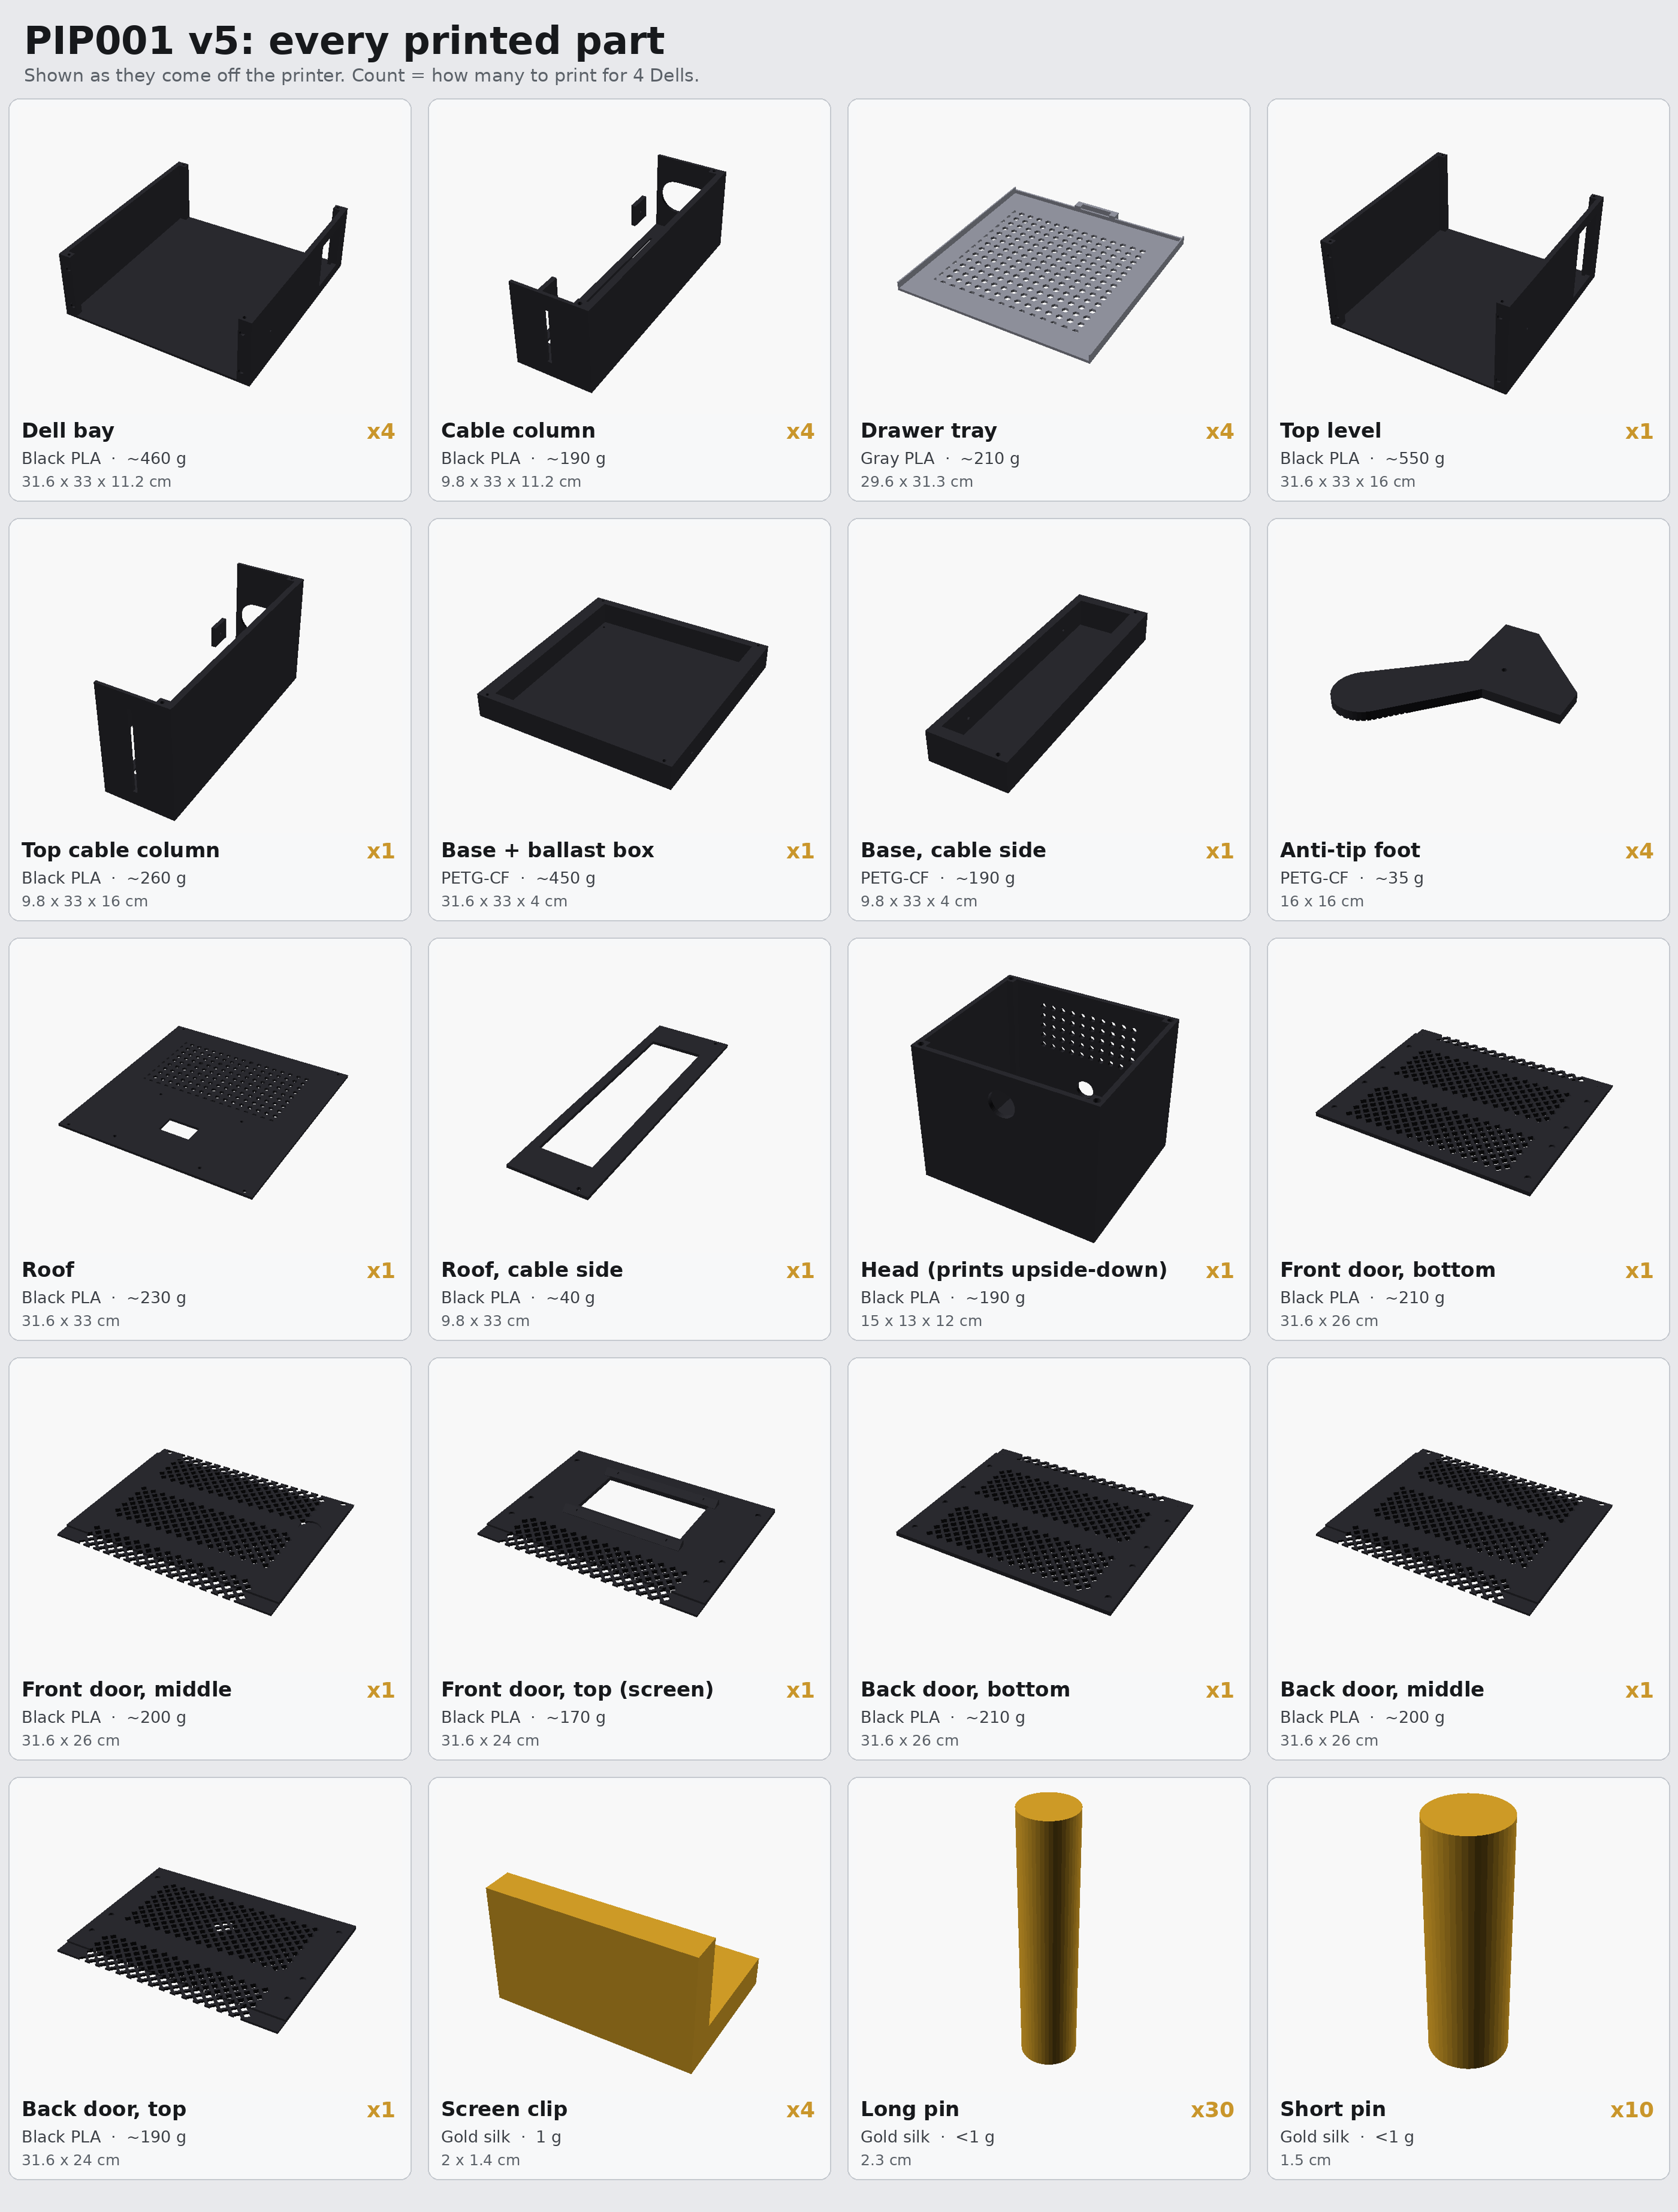 PIP001 v5: every printed part
Shown as they come off the printer. Count = how many to print for 4 Dells.
Dell bay x4
Black PLA · ~460 g
31.6 x 33 x 11.2 cm
Cable column x4
Black PLA · ~190 g
9.8 x 33 x 11.2 cm
Drawer tray x4
Gray PLA · ~210 g
29.6 x 31.3 cm
Top level x1
Black PLA · ~550 g
31.6 x 33 x 16 cm
Top cable column x1
Black PLA · ~260 g
9.8 x 33 x 16 cm
Base + ballast box x1
PETG-CF · ~450 g
31.6 x 33 x 4 cm
Base, cable side x1
PETG-CF · ~190 g
9.8 x 33 x 4 cm
Anti-tip foot x4
PETG-CF · ~35 g
16 x 16 cm
Roof x1
Black PLA · ~230 g
31.6 x 33 cm
Roof, cable side x1
Black PLA · ~40 g
9.8 x 33 cm
Head (prints upside-down) x1
Black PLA · ~190 g
15 x 13 x 12 cm
Front door, bottom x1
Black PLA · ~210 g
31.6 x 26 cm
Front door, middle x1
Black PLA · ~200 g
31.6 x 26 cm
Front door, top (screen) x1
Black PLA · ~170 g
31.6 x 24 cm
Back door, bottom x1
Black PLA · ~210 g
31.6 x 26 cm
Back door, middle x1
Black PLA · ~200 g
31.6 x 26 cm
Back door, top x1
Black PLA · ~190 g
31.6 x 24 cm
Screen clip x4
Gold silk · 1 g
2 x 1.4 cm
Long pin x30
Gold silk · <1 g
2.3 cm
Short pin x10
Gold silk · <1 g
1.5 cm